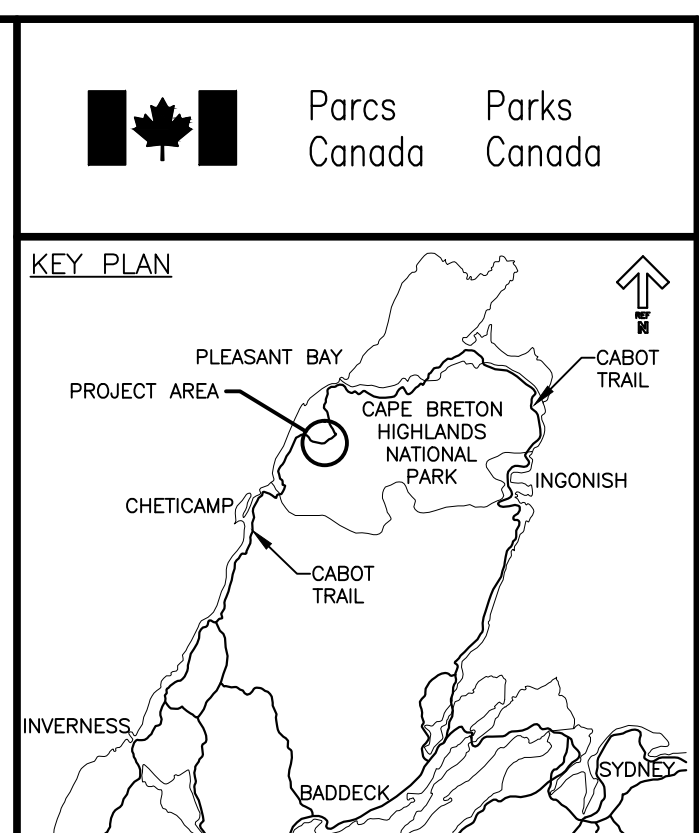 Parcs Canada
Parks Canada
KEY PLAN
REF
N
PLEASANT BAY
CABOT
TRAIL
PROJECT AREA
CAPE BRETON
HIGHLANDS
NATIONAL
PARK
INGONISH
CHETICAMP
CABOT
TRAIL
INVERNESS
SYDNEY
BADDECK